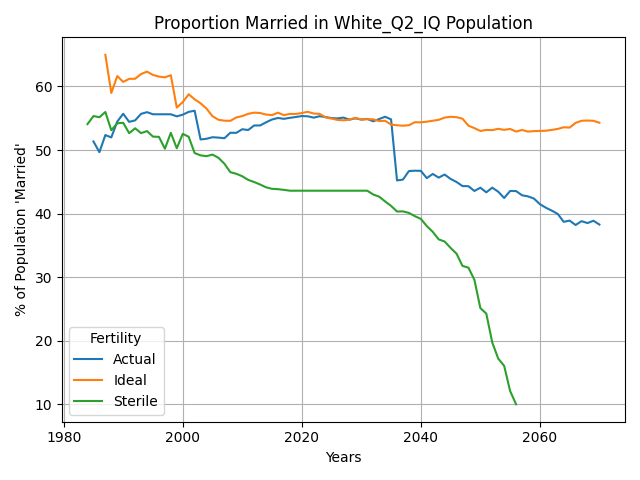 Proportion Married in White_Q2_IQ Population
% of Population 'Married'
60
50
40
30
20
10
Fertility
Actual
Ideal
Sterile
1980 2000 2020 2040 2060
Years